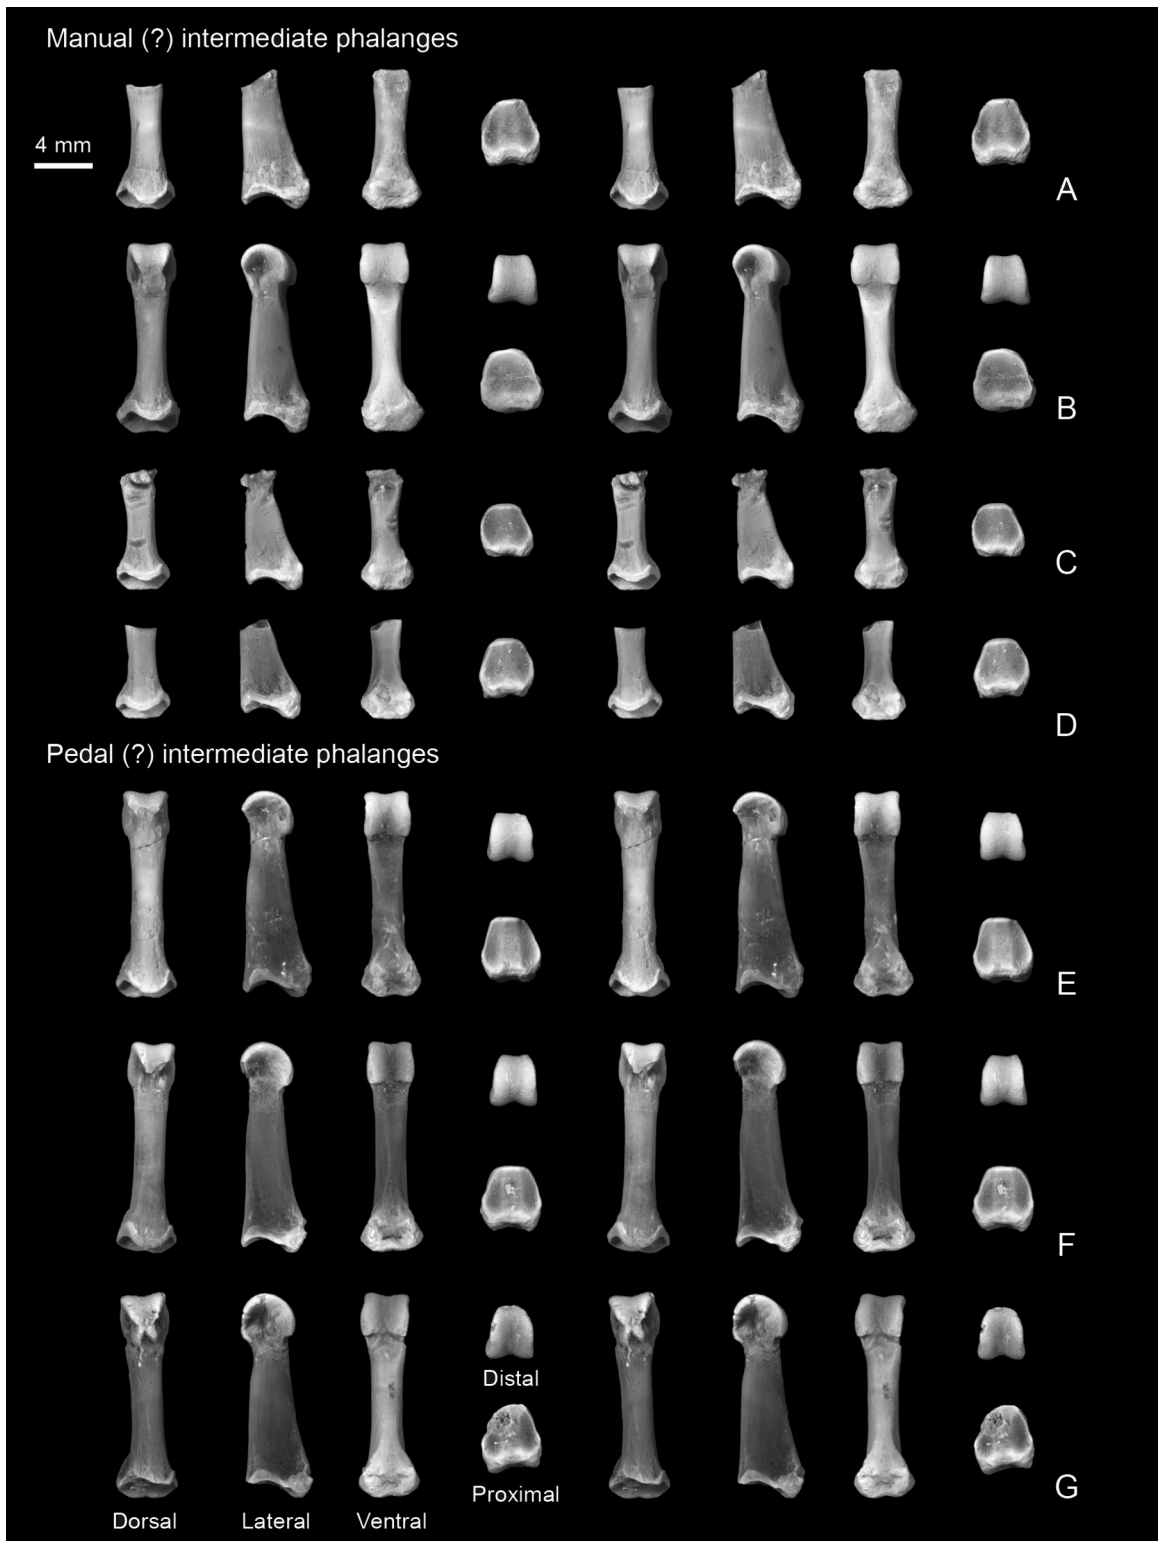 Manual (?) intermediate phalanges
4 mm
A
B
C
D
Pedal (?) intermediate phalanges
E
F
Distal
Proximal
G
Dorsal
Lateral
Ventral